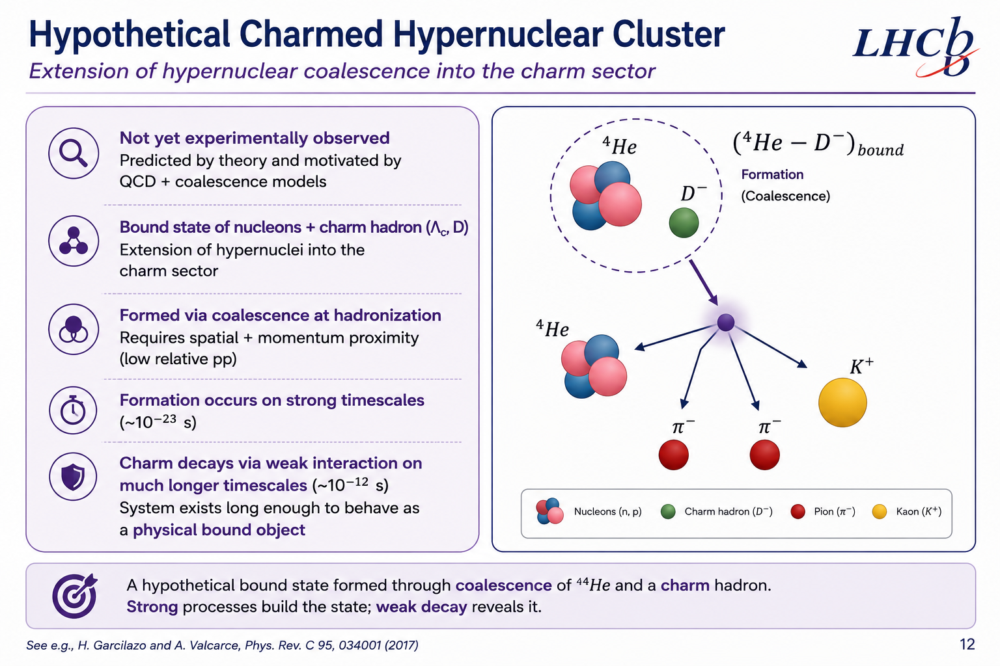 Hypothetical Charmed Hypernuclear Cluster
Extension of hypernuclear coalescence into the charm sector
LHCb
Not yet experimentally observed
Predicted by theory and motivated by
QCD + coalescence models
Bound state of nucleons + charm hadron (Λc, D)
Extension of hypernuclei into the
charm sector
Formed via coalescence at hadronization
Requires spatial + momentum proximity
(low relative pp)
Formation occurs on strong timescales
(~10⁻²³ s)
Charm decays via weak interaction on
much longer timescales (~10⁻¹² s)
System exists long enough to behave as
a physical bound object
⁴He
D⁻
(⁴He − D⁻)bound
Formation
(Coalescence)
⁴He
K⁺
π⁻
π⁻
Nucleons (n, p)
Charm hadron (D⁻)
Pion (π⁻)
Kaon (K⁺)
A hypothetical bound state formed through coalescence of ⁴⁴He and a charm hadron.
Strong processes build the state; weak decay reveals it.
See e.g., H. Garcilazo and A. Valcarce, Phys. Rev. C 95, 034001 (2017)
12